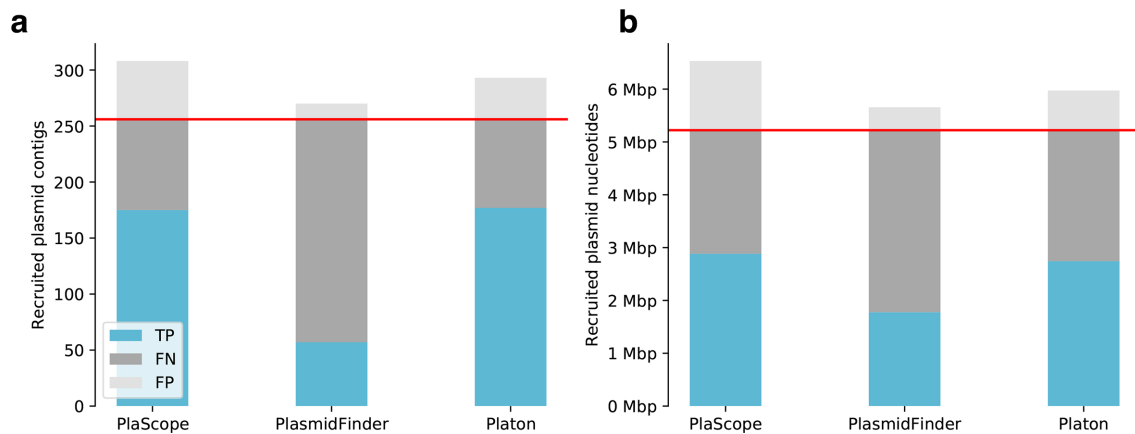 a
Recruited plasmid contigs
300
250
200
150
100
50
0
TP
FN
FP
PlaScope
PlasmidFinder
Platon
b
Recruited plasmid nucleotides
6 Mbp
5 Mbp
4 Mbp
3 Mbp
2 Mbp
1 Mbp
0 Mbp
PlaScope
PlasmidFinder
Platon